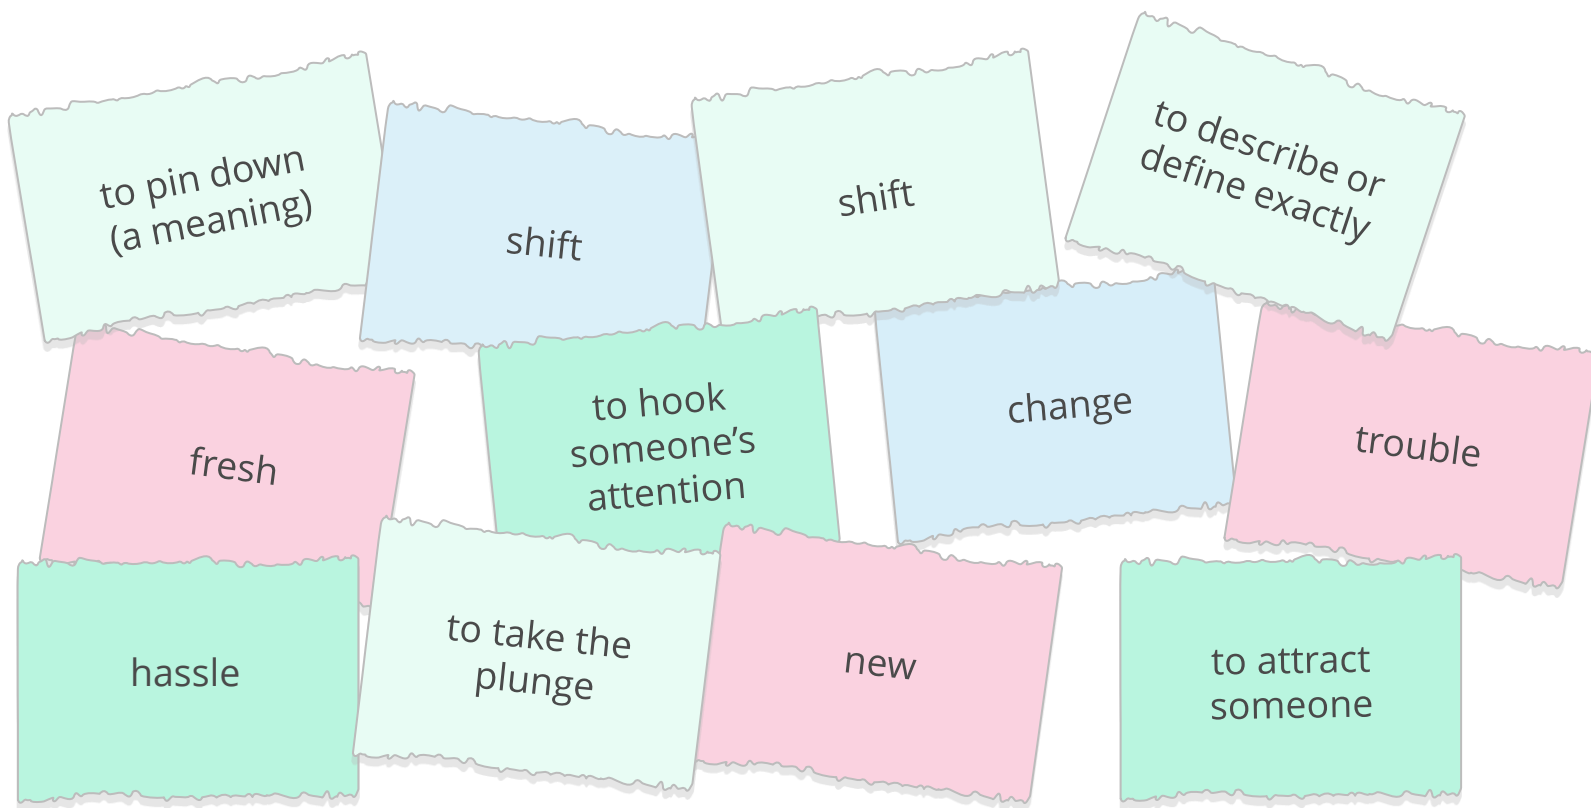 to pin down
(a meaning)
shift
shift
to describe or
define exactly
fresh
to hook
someone’s
attention
change
trouble
hassle
to take the
plunge
new
to attract
someone